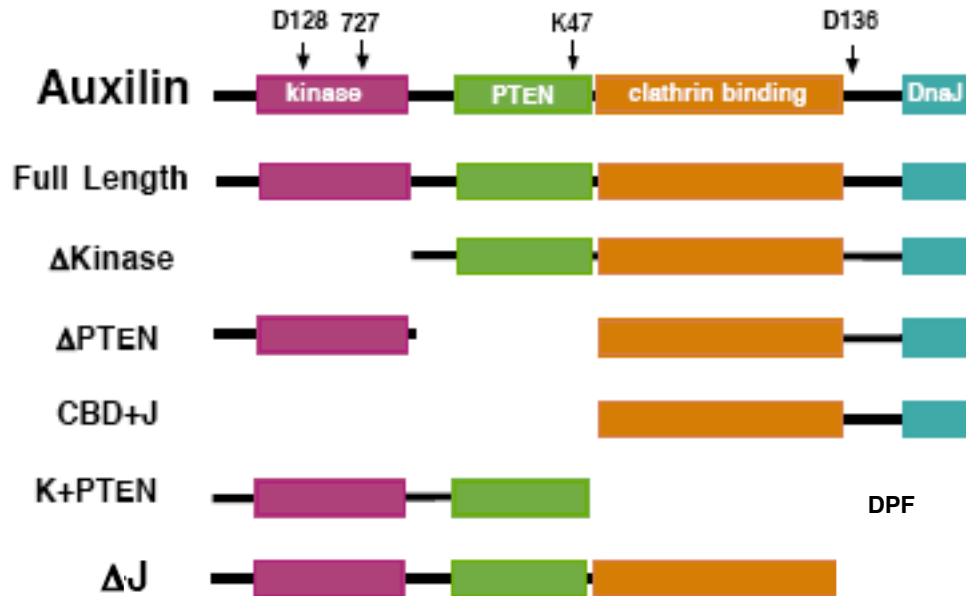 D128 727 K47 D136
Auxilin kinase PTEN clathrin binding DnaJ
Full Length
ΔKinase
ΔPTEN
CBD+J
K+PTEN DPF
ΔJ